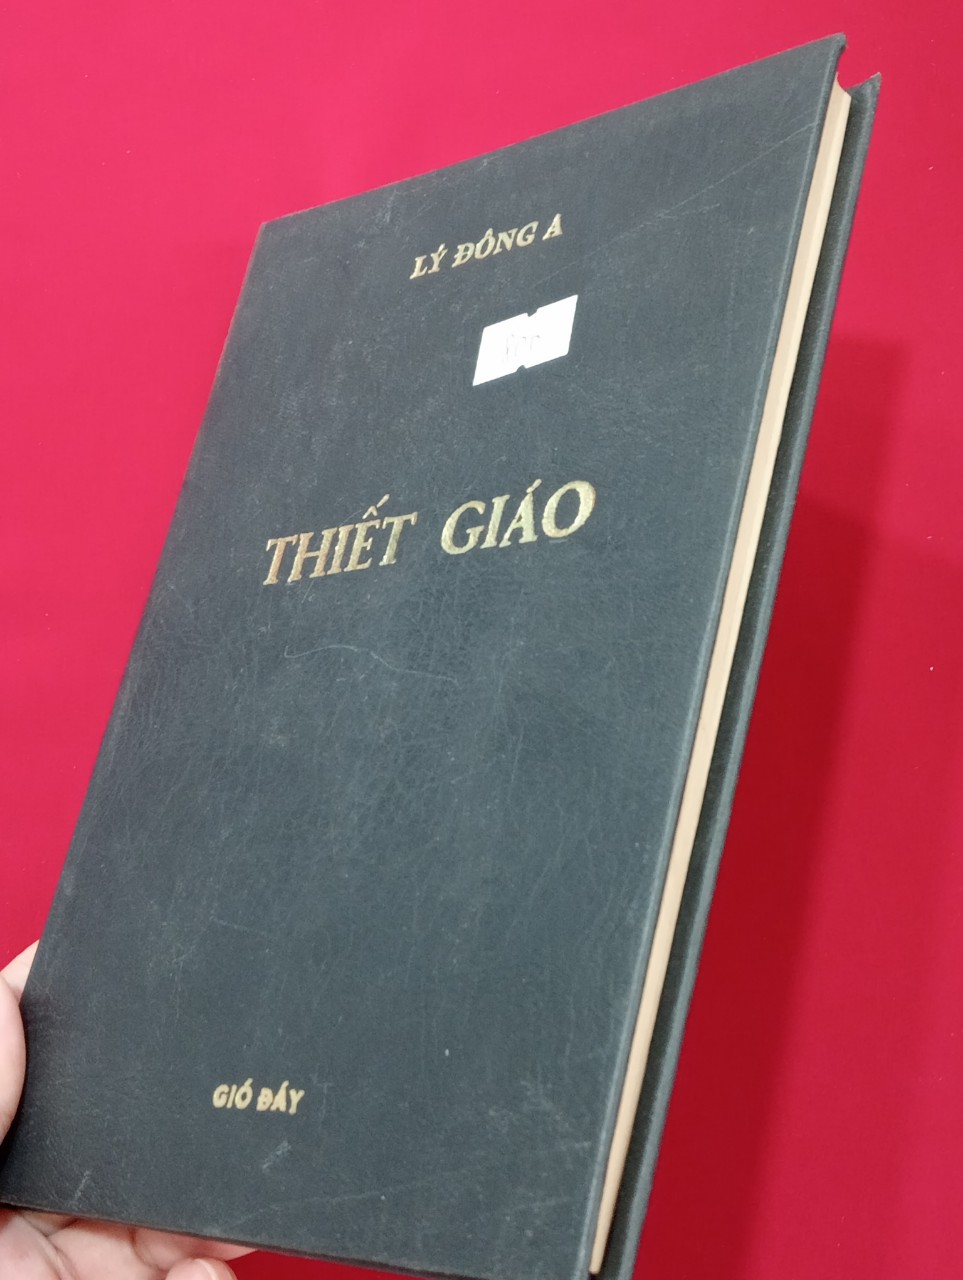 LÝ ĐÔNG A
THIẾT GIÁO
GIÓ ĐÁY